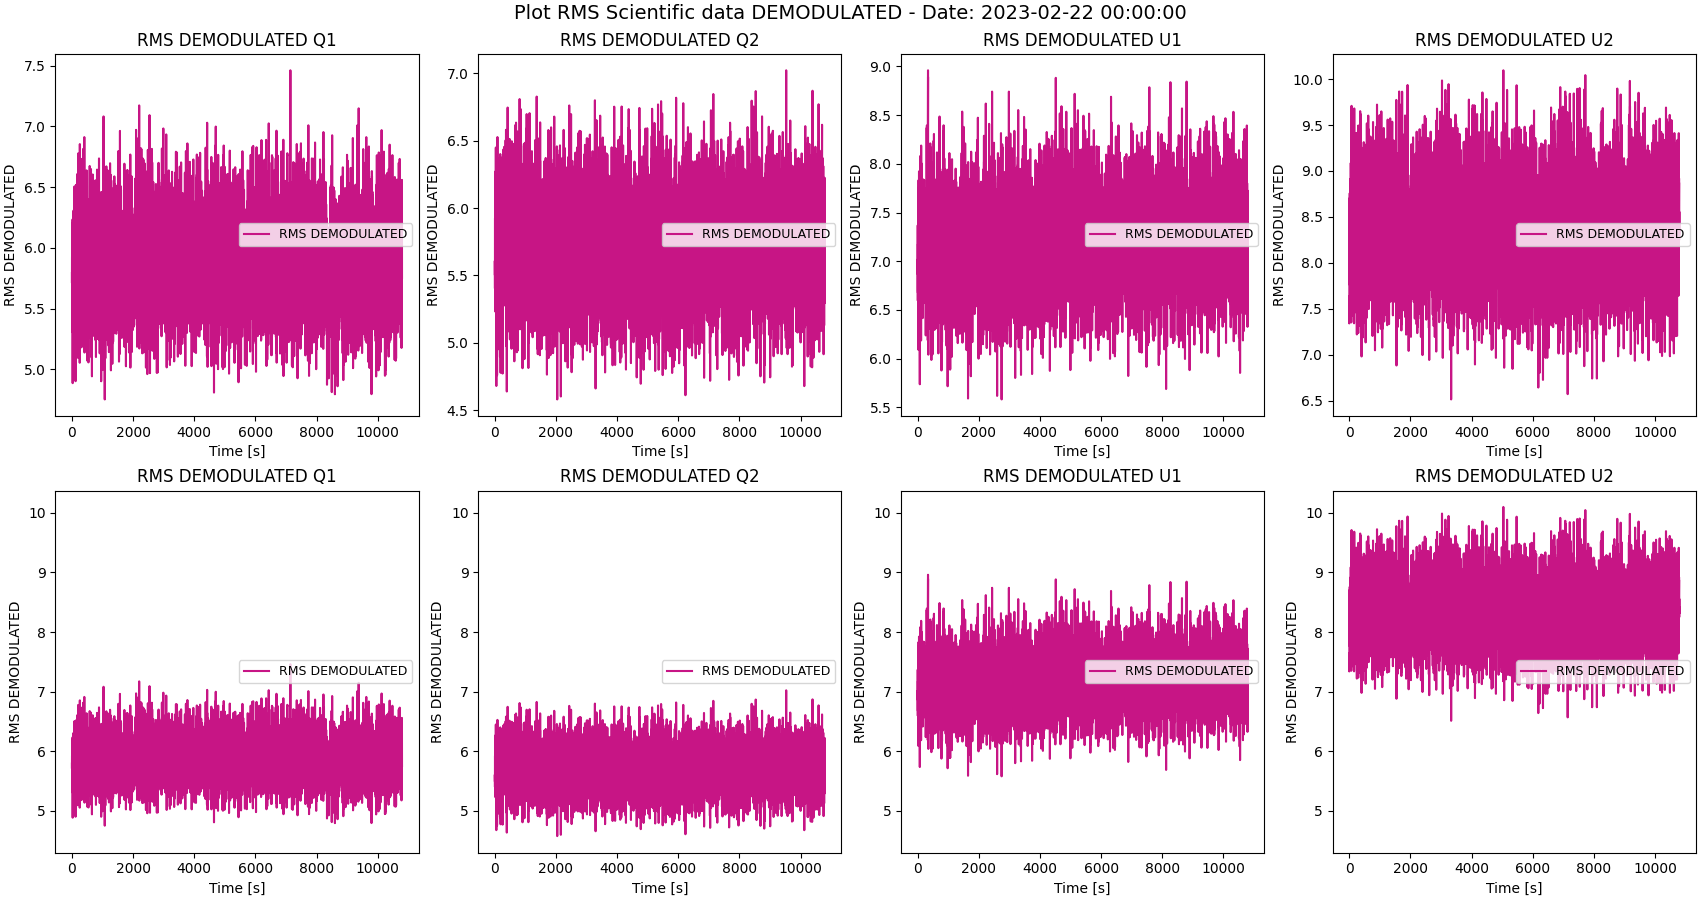 Plot RMS Scientific data DEMODULATED - Date: 2023-02-22 00:00:00
RMS DEMODULATED Q1
RMS DEMODULATED
7.5
7.0
6.5
6.0
5.5
5.0
RMS DEMODULATED
0 2000 4000 6000 8000 10000
Time [s]
RMS DEMODULATED Q2
RMS DEMODULATED
7.0
6.5
6.0
5.5
5.0
4.5
RMS DEMODULATED
0 2000 4000 6000 8000 10000
Time [s]
RMS DEMODULATED U1
RMS DEMODULATED
9.0
8.5
8.0
7.5
7.0
6.5
6.0
5.5
RMS DEMODULATED
0 2000 4000 6000 8000 10000
Time [s]
RMS DEMODULATED U2
RMS DEMODULATED
10.0
9.5
9.0
8.5
8.0
7.5
7.0
6.5
RMS DEMODULATED
0 2000 4000 6000 8000 10000
Time [s]
RMS DEMODULATED Q1
RMS DEMODULATED
10
9
8
7
6
5
RMS DEMODULATED
0 2000 4000 6000 8000 10000
Time [s]
RMS DEMODULATED Q2
RMS DEMODULATED
10
9
8
7
6
5
RMS DEMODULATED
0 2000 4000 6000 8000 10000
Time [s]
RMS DEMODULATED U1
RMS DEMODULATED
10
9
8
7
6
5
RMS DEMODULATED
0 2000 4000 6000 8000 10000
Time [s]
RMS DEMODULATED U2
RMS DEMODULATED
10
9
8
7
6
5
RMS DEMODULATED
0 2000 4000 6000 8000 10000
Time [s]